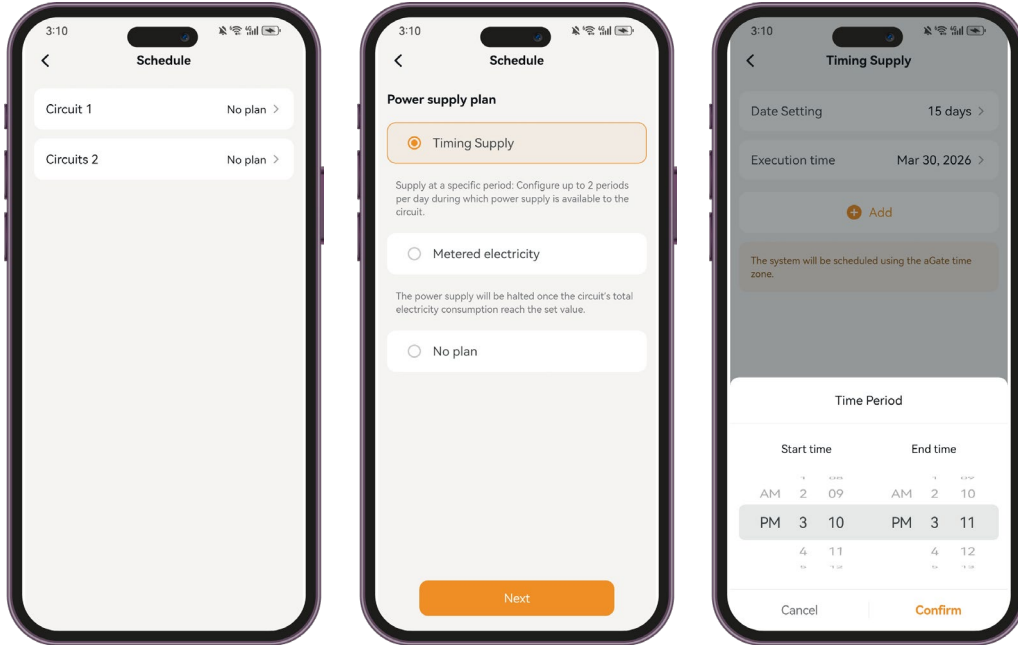 3:10
Schedule
Circuit 1
No plan
Circuits 2
No plan
3:10
Schedule
Power supply plan
Timing Supply
Supply at a specific period: Configure up to 2 periods
per day during which power supply is available to the
circuit.
Metered electricity
The power supply will be halted once the circuit's total
electricity consumption reach the set value.
No plan
Next
3:10
Timing Supply
Date Setting
15 days
Execution time
Mar 30, 2026
Add
The system will be scheduled using the aGate time
zone.
Time Period
Start time
End time
AM 2 09
AM 2 10
PM 3 10
PM 3 11
4 11
4 12
Cancel
Confirm